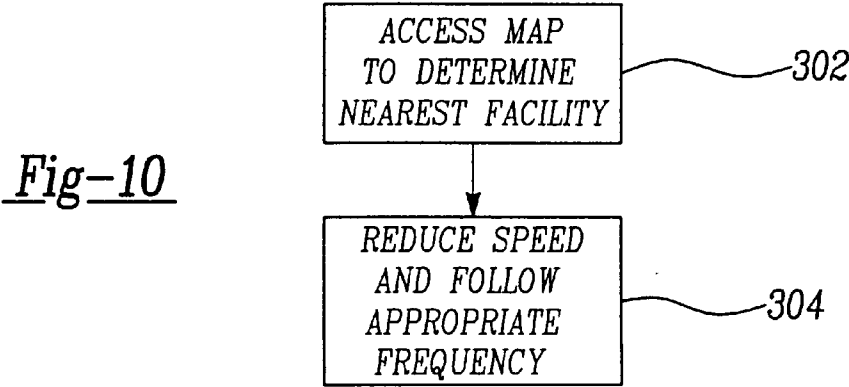 ACCESS MAP
TO DETERMINE
NEAREST FACILITY
302
Fig-10
REDUCE SPEED
AND FOLLOW
APPROPRIATE
FREQUENCY
304